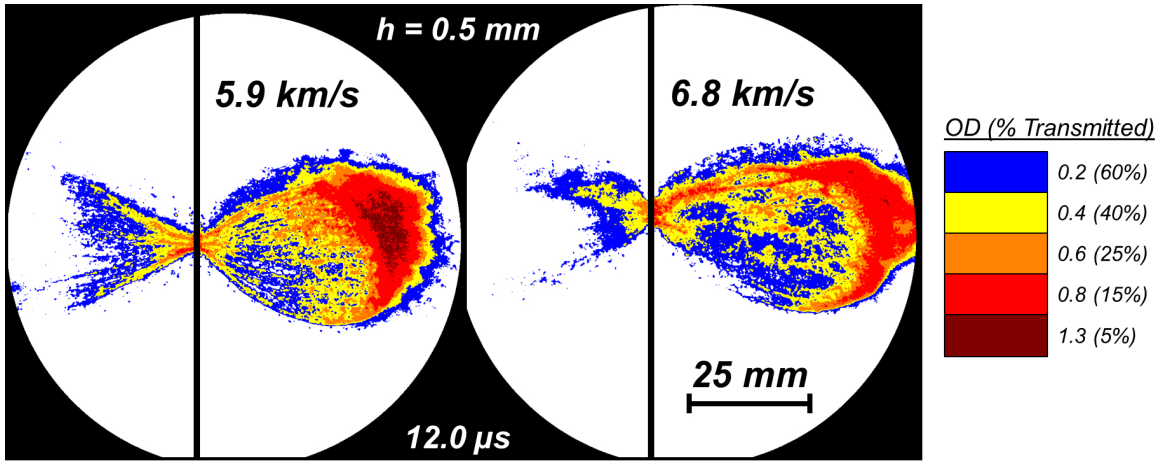 h = 0.5 mm
5.9 km/s
6.8 km/s
OD (% Transmitted)
0.2 (60%)
0.4 (40%)
0.6 (25%)
0.8 (15%)
1.3 (5%)
25 mm
12.0 µs